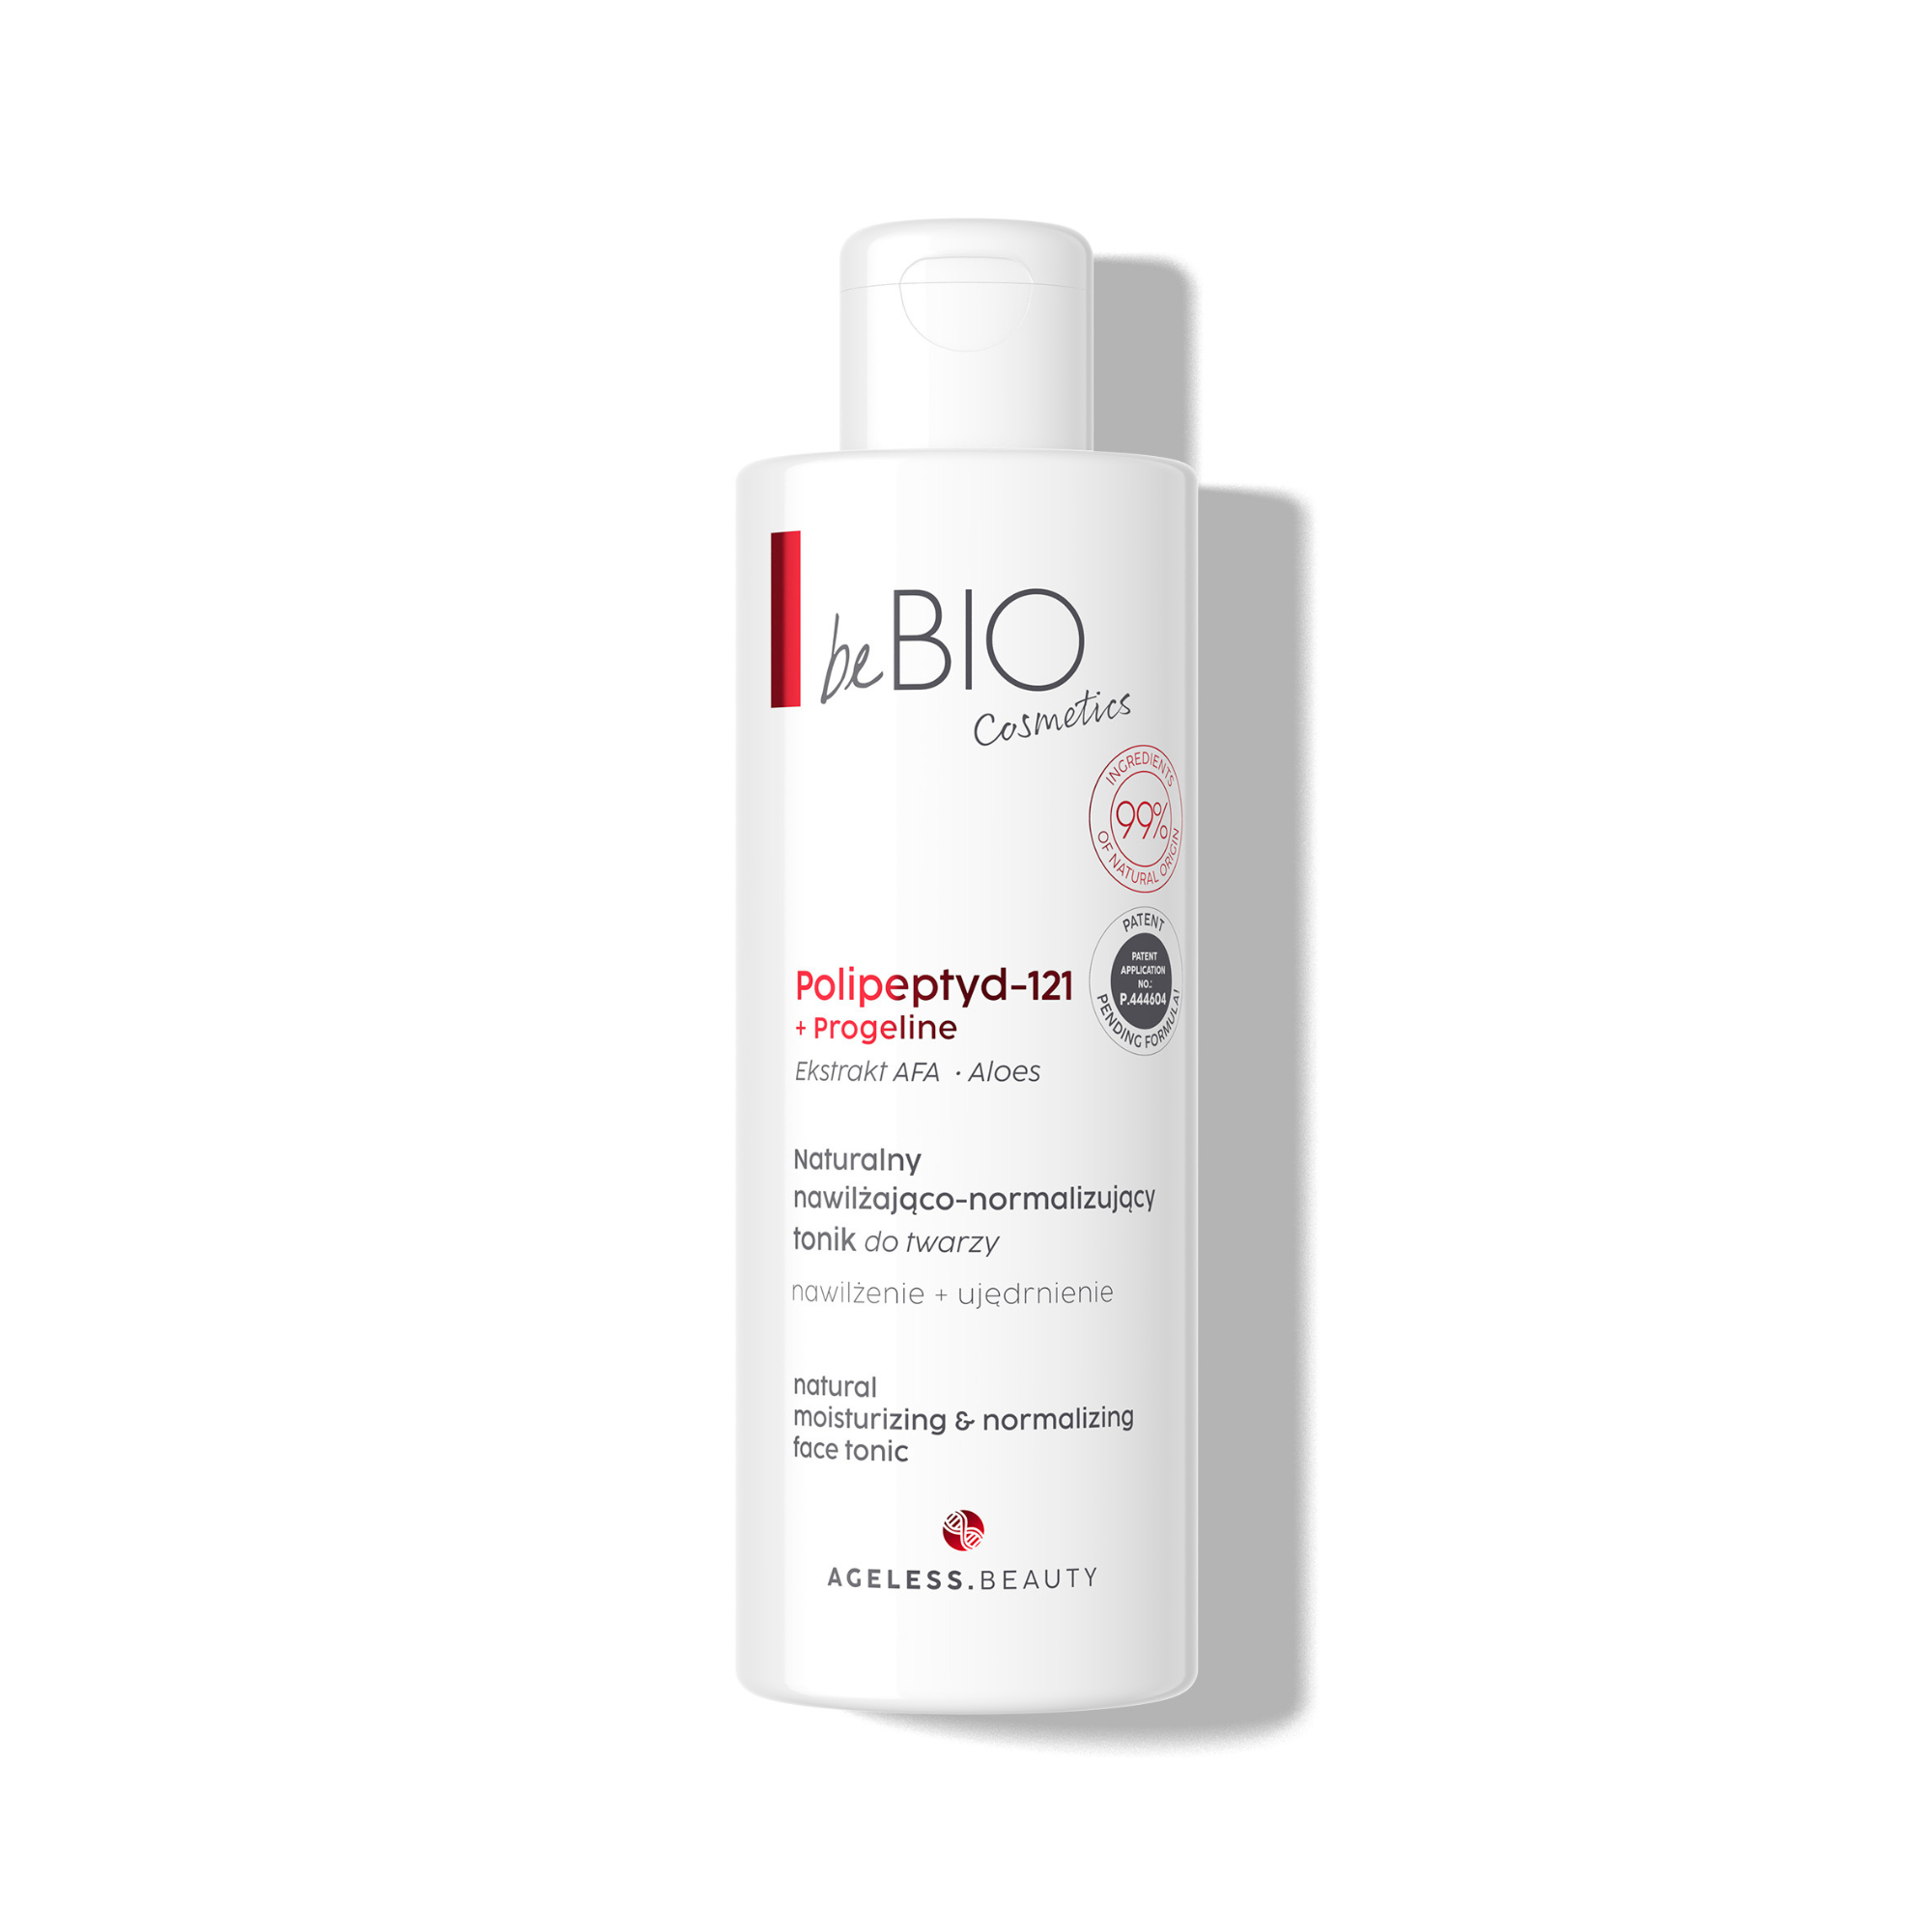 beBIO
Cosmetics
INGREDIENTS
99%
OF NATURAL ORIGIN
PATENT
PATENT
APPLICATION
NO.:
P.444604
PENDING FORMULA!
Polipeptyd-121
+ Progeline
Ekstrakt AFA · Aloes
Naturalny
nawilżająco-normalizujący
tonik do twarzy
nawilżenie + ujędrnienie
natural
moisturizing & normalizing
face tonic
AGELESS.BEAUTY